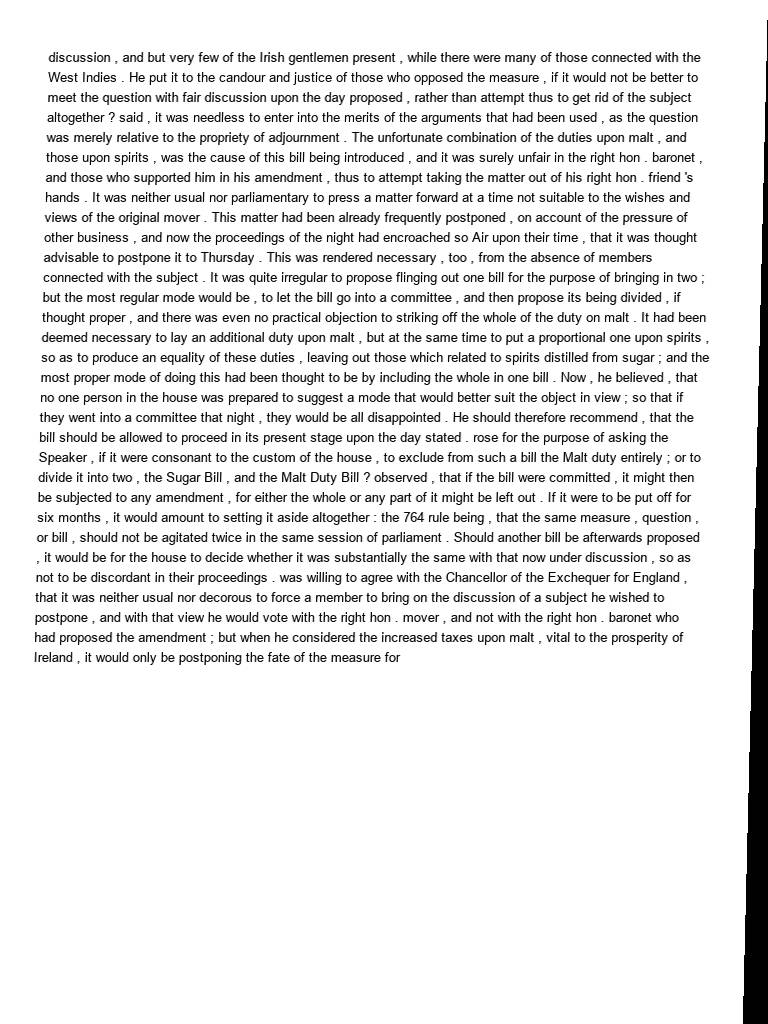 discussion , and but very few of the Irish gentlemen present , while there were many of those connected with the
West Indies . He put it to the candour and justice of those who opposed the measure , if it would not be better to
meet the question with fair discussion upon the day proposed , rather than attempt thus to get rid of the subject
altogether ? said , it was needless to enter into the merits of the arguments that had been used , as the question
was merely relative to the propriety of adjournment . The unfortunate combination of the duties upon malt , and
those upon spirits , was the cause of this bill being introduced , and it was surely unfair in the right hon . baronet ,
and those who supported him in his amendment , thus to attempt taking the matter out of his right hon . friend 's
hands . It was neither usual nor parliamentary to press a matter forward at a time not suitable to the wishes and
views of the original mover . This matter had been already frequently postponed , on account of the pressure of
other business , and now the proceedings of the night had encroached so Air upon their time , that it was thought
advisable to postpone it to Thursday . This was rendered necessary , too , from the absence of members
connected with the subject . It was quite irregular to propose flinging out one bill for the purpose of bringing in two ;
but the most regular mode would be , to let the bill go into a committee , and then propose its being divided , if
thought proper , and there was even no practical objection to striking off the whole of the duty on malt . It had been
deemed necessary to lay an additional duty upon malt , but at the same time to put a proportional one upon spirits ,
so as to produce an equality of these duties , leaving out those which related to spirits distilled from sugar ; and the
most proper mode of doing this had been thought to be by including the whole in one bill . Now , he believed , that
no one person in the house was prepared to suggest a mode that would better suit the object in view ; so that if
they went into a committee that night , they would be all disappointed . He should therefore recommend , that the
bill should be allowed to proceed in its present stage upon the day stated . rose for the purpose of asking the
Speaker , if it were consonant to the custom of the house , to exclude from such a bill the Malt duty entirely ; or to
divide it into two , the Sugar Bill , and the Malt Duty Bill ? observed , that if the bill were committed , it might then
be subjected to any amendment , for either the whole or any part of it might be left out . If it were to be put off for
six months , it would amount to setting it aside altogether : the 764 rule being , that the same measure , question ,
or bill , should not be agitated twice in the same session of parliament . Should another bill be afterwards proposed
, it would be for the house to decide whether it was substantially the same with that now under discussion , so as
not to be discordant in their proceedings . was willing to agree with the Chancellor of the Exchequer for England ,
that it was neither usual nor decorous to force a member to bring on the discussion of a subject he wished to
postpone , and with that view he would vote with the right hon . mover , and not with the right hon . baronet who
had proposed the amendment ; but when he considered the increased taxes upon malt , vital to the prosperity of
Ireland , it would only be postponing the fate of the measure for